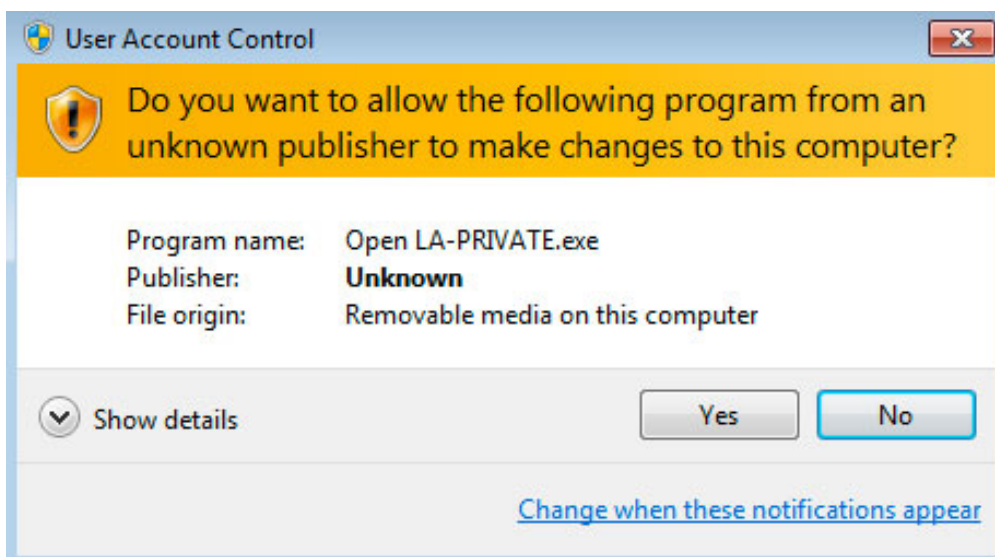 User Account Control
Do you want to allow the following program from an
unknown publisher to make changes to this computer?
Program name: Open LA-PRIVATE.exe
Publisher: Unknown
File origin: Removable media on this computer
Show details Yes No
Change when these notifications appear